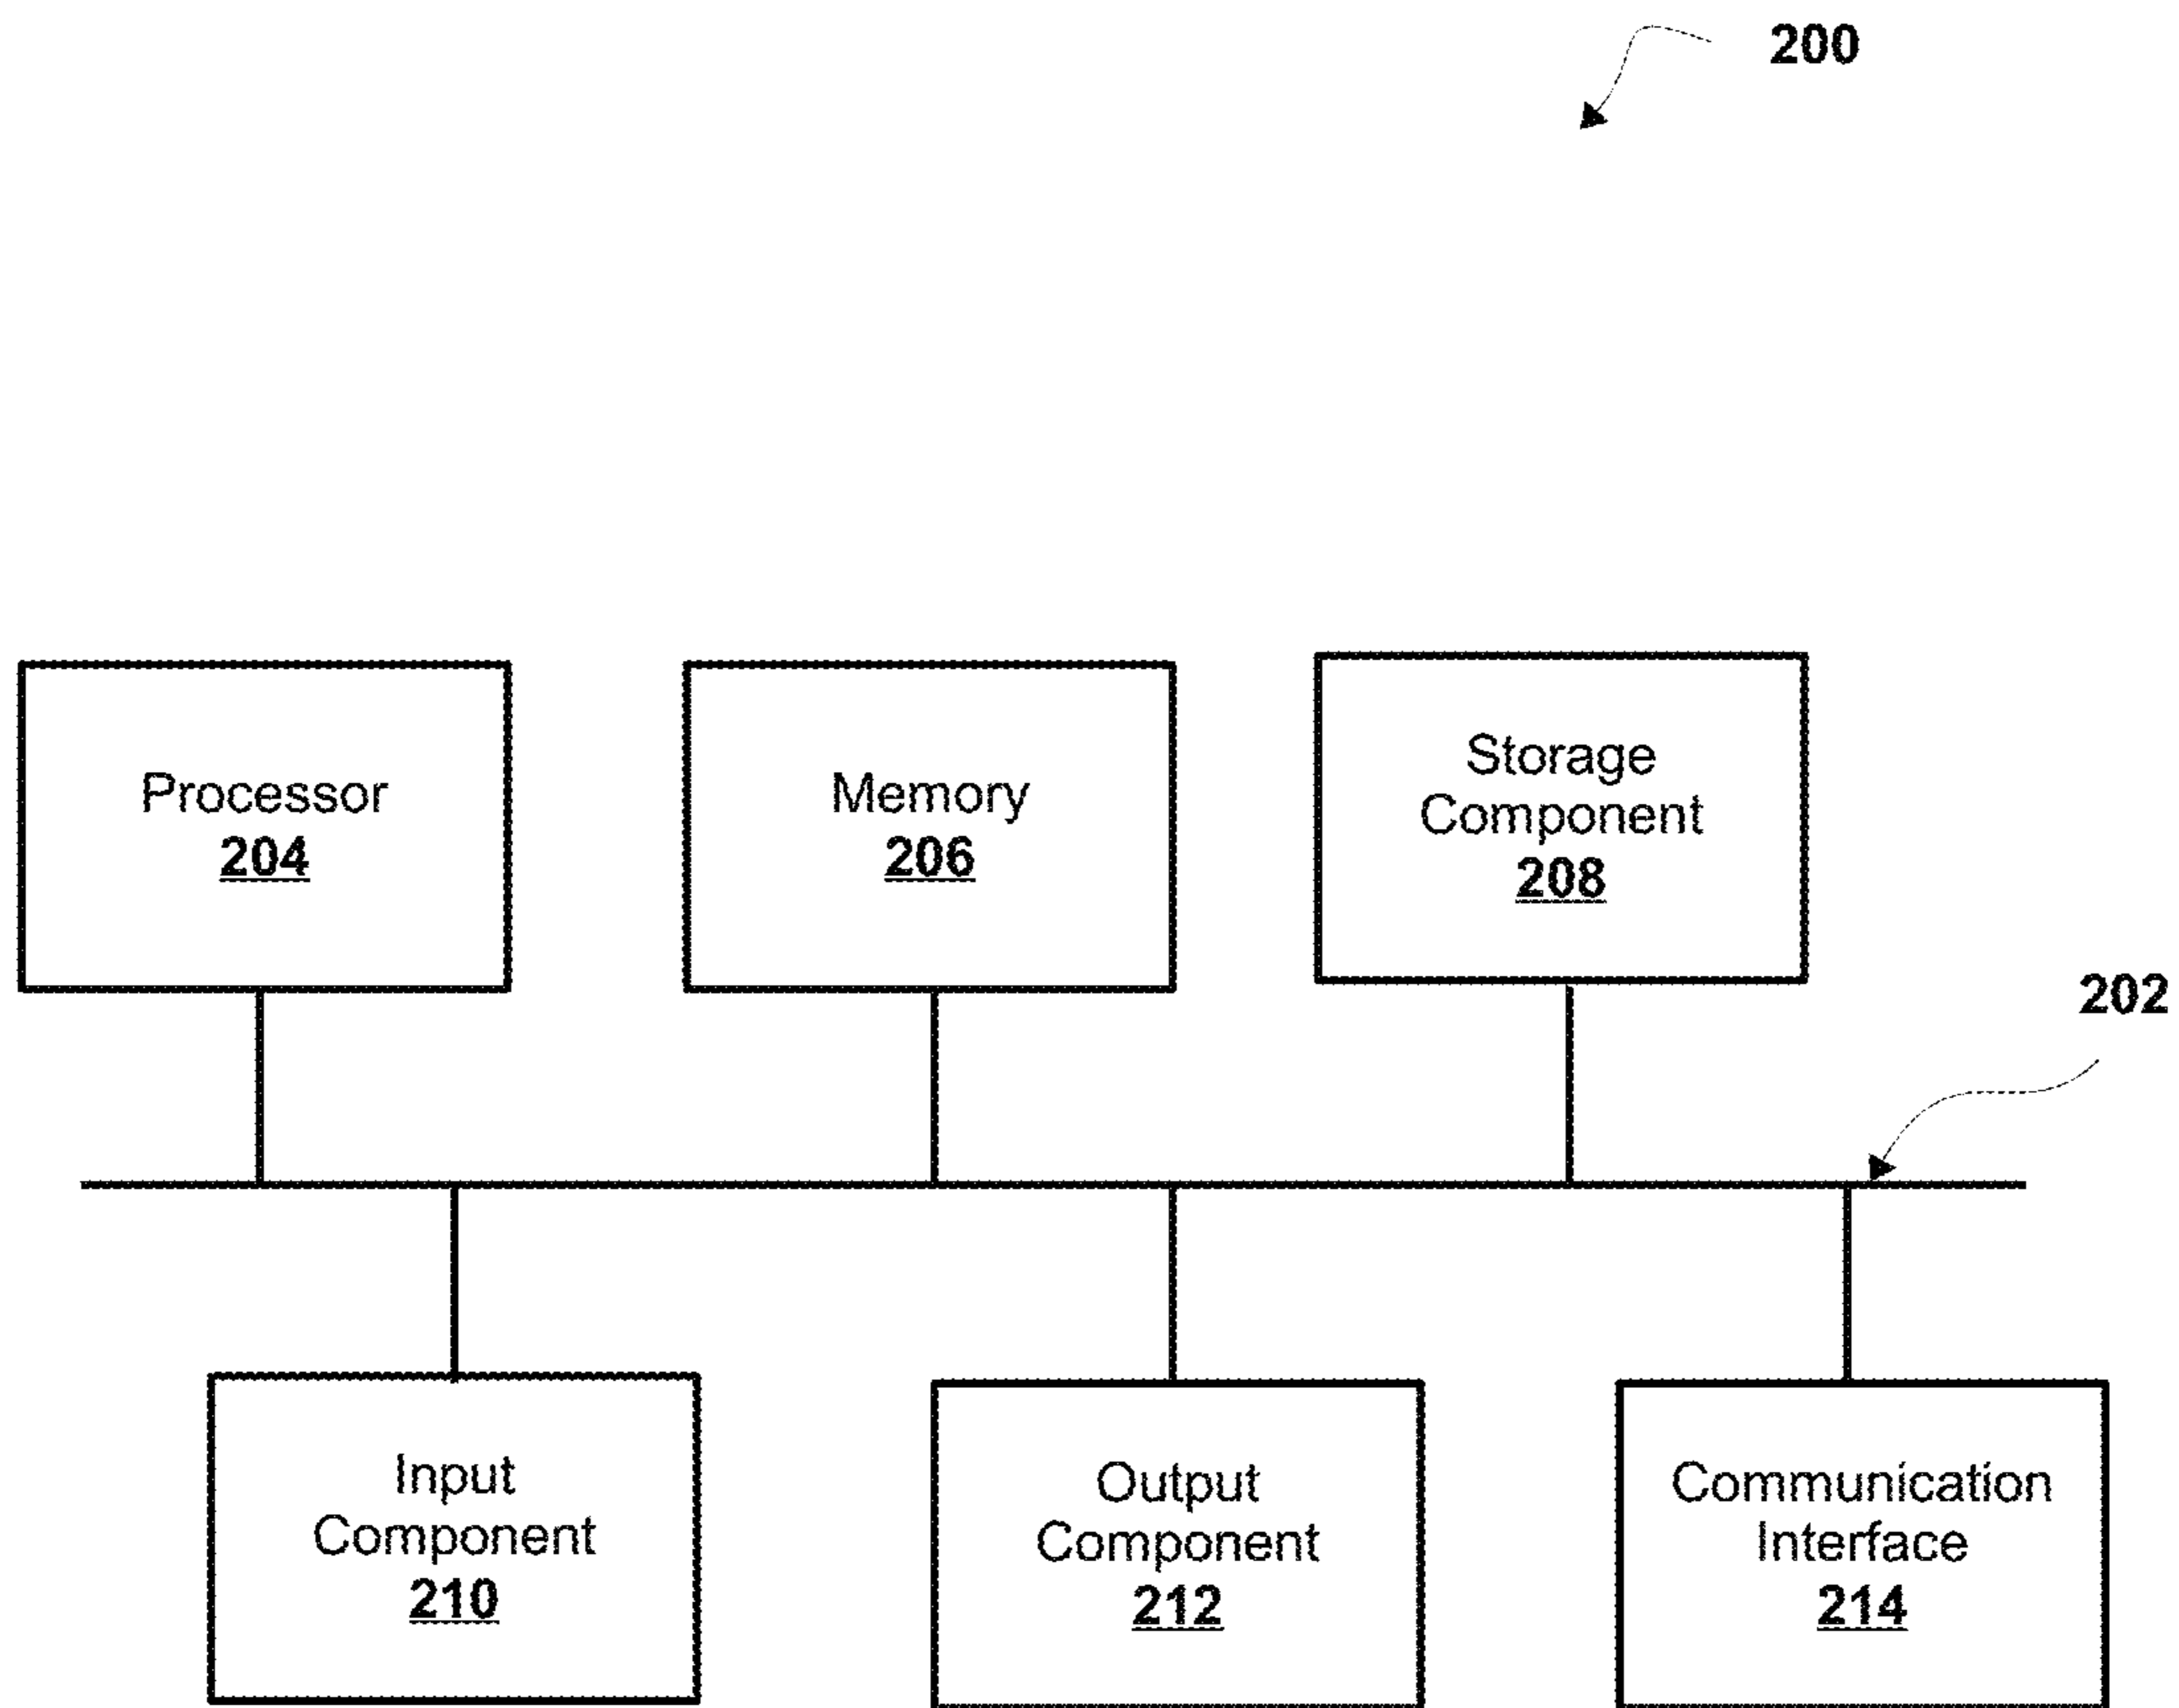 200
Processor
204
Memory
206
Storage
Component
208
202
Input
Component
210
Output
Component
212
Communication
Interface
214